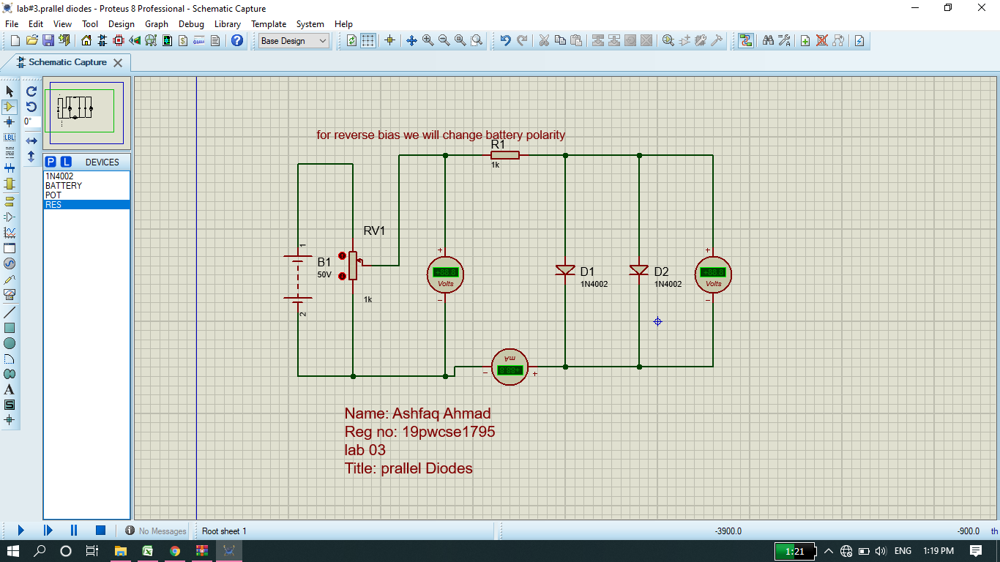 lab#3.prallel diodes - Proteus 8 Professional - Schematic Capture
File Edit View Tool Design Graph Debug Library Template System Help
Base Design
Schematic Capture
0°
P L DEVICES
1N4002
BATTERY
POT
RES
for reverse bias we will change battery polarity
R1
1k
RV1
1k
1
B1
50V
2
+
+88.8
Volts
−
D1
1N4002
D2
1N4002
+
+88.8
Volts
−
mA
+88.8
−
+
Name: Ashfaq Ahmad
Reg no: 19pwcse1795
lab 03
Title: prallel Diodes
No Messages
Root sheet 1
-3900.0
-900.0
th
1:21
ENG
1:19 PM